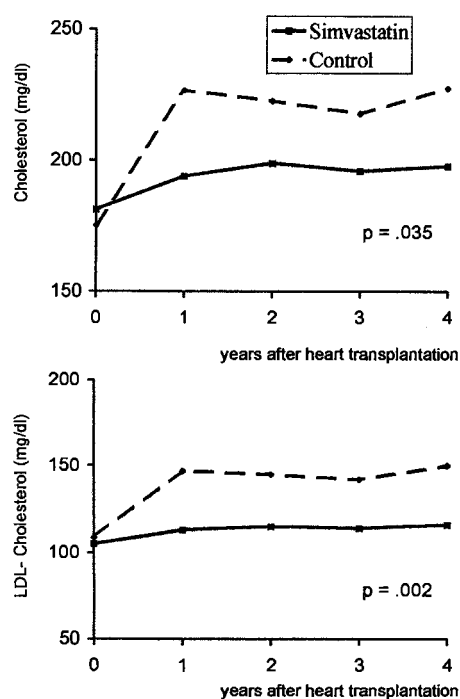 Simvastatin
Control
Cholesterol (mg/dl)
250
200
150
p = .035
0 1 2 3 4
years after heart transplantation
LDL- Cholesterol (mg/dl)
200
150
100
50
p = .002
0 1 2 3 4
years after heart transplantation